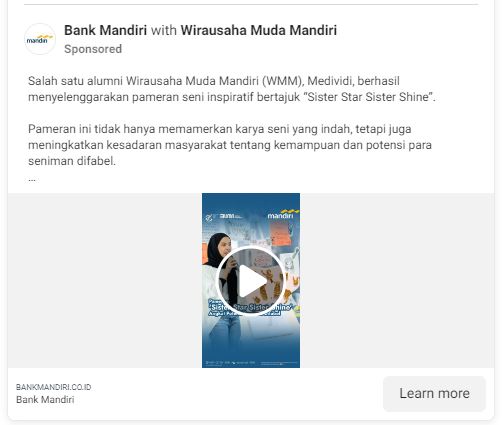 mandiri
Bank Mandiri with Wirausaha Muda Mandiri
Sponsored
Salah satu alumni Wirausaha Muda Mandiri (WMM), Medividi, berhasil
menyelenggarakan pameran seni inspiratif bertajuk “Sister Star Sister Shine”.
Pameran ini tidak hanya memamerkan karya seni yang indah, tetapi juga
meningkatkan kesadaran masyarakat tentang kemampuan dan potensi para
seniman difabel.
...
BUMN
mandiri
"Sister Star Sister Shine"
BANKMANDIRI.CO.ID
Bank Mandiri
Learn more